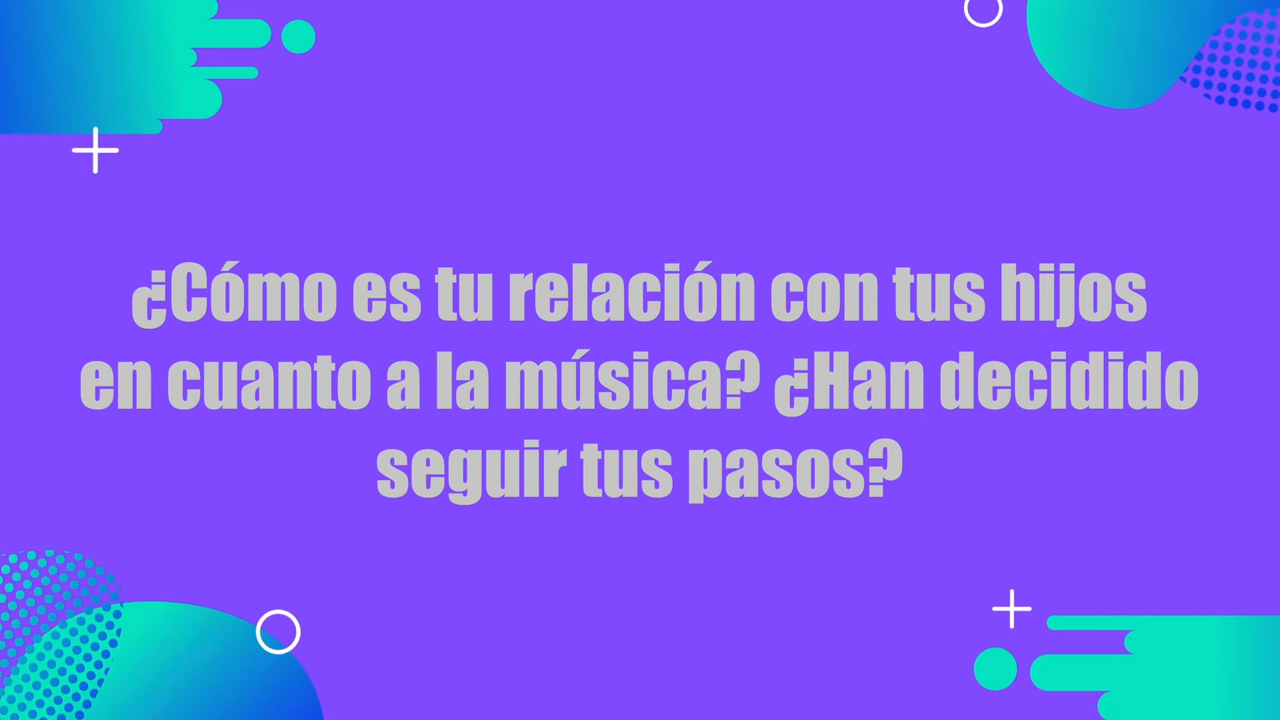 ¿Cómo es tu relación con tus hijos
en cuanto a la música? ¿Han decidido
seguir tus pasos?